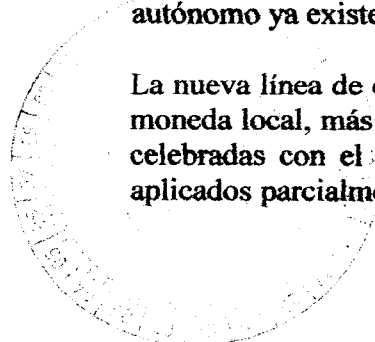 autónomo ya existe
La nueva línea de
moneda local, más
celebradas con el
aplicados parcialm